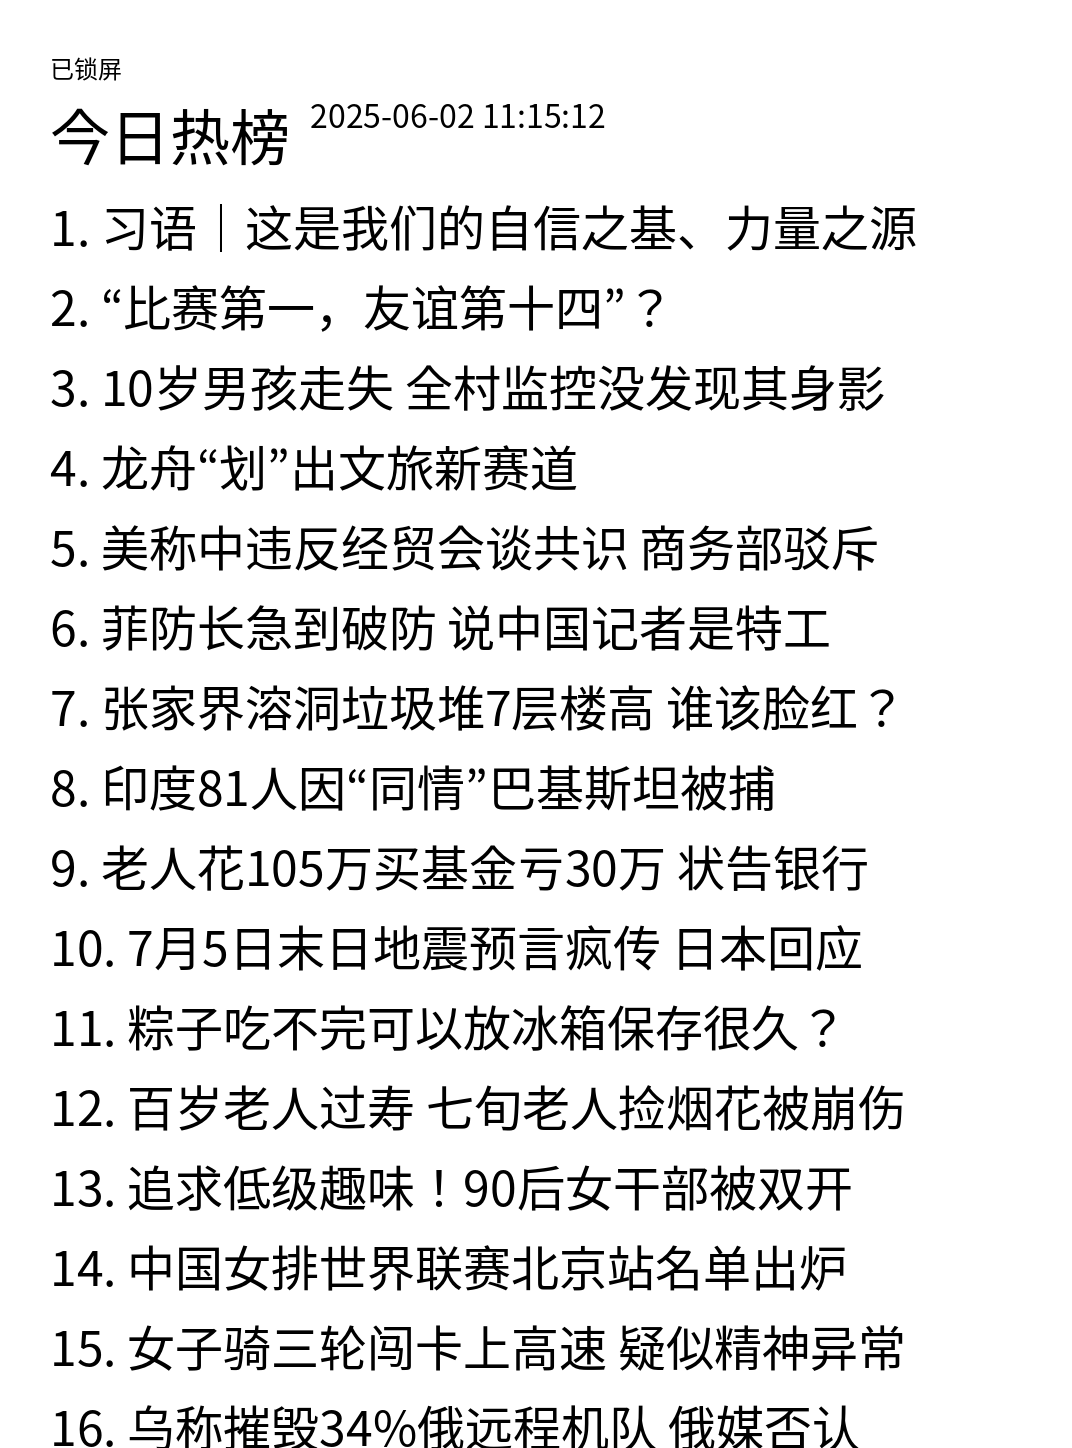 已锁屏
今日热榜 2025-06-02 11:15:12
1. 习语｜这是我们的自信之基、力量之源
2. “比赛第一，友谊第十四”？
3. 10岁男孩走失 全村监控没发现其身影
4. 龙舟“划”出文旅新赛道
5. 美称中违反经贸会谈共识 商务部驳斥
6. 菲防长急到破防 说中国记者是特工
7. 张家界溶洞垃圾堆7层楼高 谁该脸红？
8. 印度81人因“同情”巴基斯坦被捕
9. 老人花105万买基金亏30万 状告银行
10. 7月5日末日地震预言疯传 日本回应
11. 粽子吃不完可以放冰箱保存很久？
12. 百岁老人过寿 七旬老人捡烟花被崩伤
13. 追求低级趣味！90后女干部被双开
14. 中国女排世界联赛北京站名单出炉
15. 女子骑三轮闯卡上高速 疑似精神异常
16. 乌称摧毁34%俄远程机队 俄媒否认